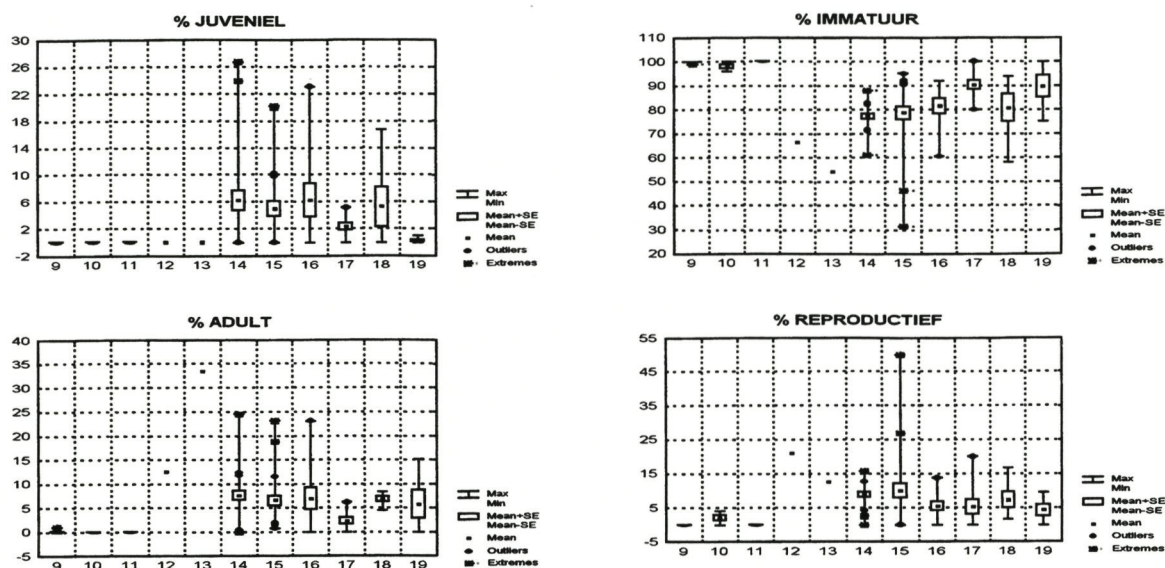 % JUVENIEL
30
26
22
18
14
10
6
2
-2
9 10 11 12 13 14 15 16 17 18 19
Max
Min
Mean+SE
Mean-SE
Mean
Outliers
Extremes
% IMMATUUR
110
100
90
80
70
60
50
40
30
20
9 10 11 12 13 14 15 16 17 18 19
Max
Min
Mean+SE
Mean-SE
Mean
Outliers
Extremes
% ADULT
40
35
30
25
20
15
10
5
0
-5
9 10 11 12 13 14 15 16 17 18 19
Max
Min
Mean+SE
Mean-SE
Mean
Outliers
Extremes
% REPRODUCTIEF
55
45
35
25
15
5
-5
9 10 11 12 13 14 15 16 17 18 19
Max
Min
Mean+SE
Mean-SE
Mean
Outliers
Extremes